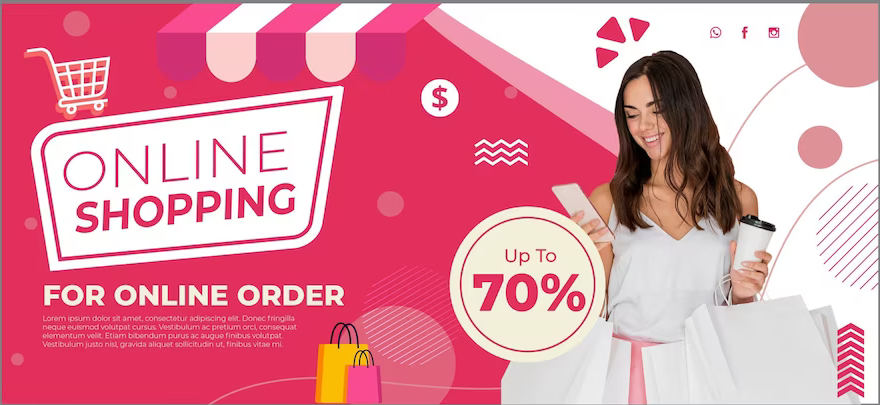 ONLINE
SHOPPING
FOR ONLINE ORDER
Lorem ipsum dolor sit amet, consectetur adipiscing elit. Donec fringilla
neque euismod volutpat cursus. Vestibulum ac pretium orci, consequat
elementum velit. Etiam bibendum purus ac augue finibus volutpat.
Vestibulum justo nisl, gravida aliquet sollicitudin ut, finibus vitae mi.
$
Up To
70%